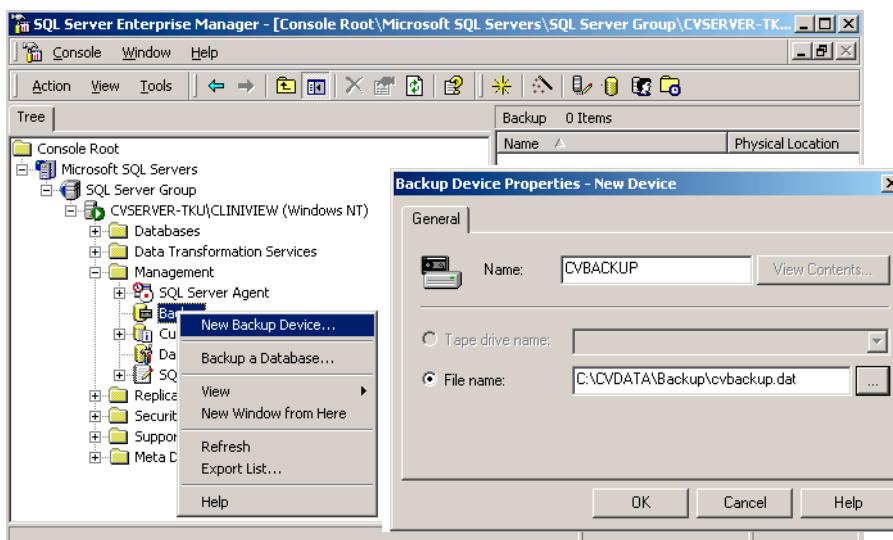 SQL Server Enterprise Manager - [Console Root\Microsoft SQL Servers\SQL Server Group\CVSERVER-TK...
Console Window Help
Action View Tools
Tree
Backup 0 Items
Name Physical Location
Console Root
Microsoft SQL Servers
SQL Server Group
CVSERVER-TKU\CLINIVIEW (Windows NT)
Databases
Data Transformation Services
Management
SQL Server Agent
Bac
Cu
Da
SQ
Replica
Securit
Suppor
Meta D
New Backup Device...
Backup a Database...
View
New Window from Here
Refresh
Export List...
Help
Backup Device Properties - New Device
General
Name: CVBACKUP View Contents...
Tape drive name:
File name: C:\CVDATA\Backup\cvbackup.dat ...
OK Cancel Help